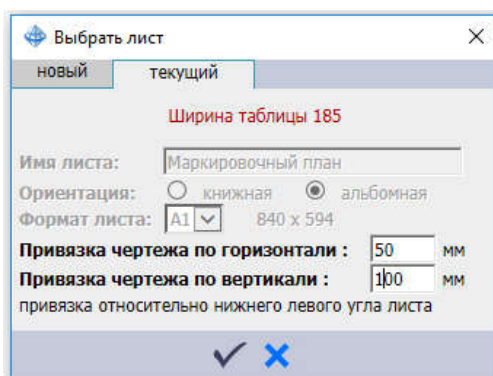 Выбрать лист
новый текущий
Ширина таблицы 185
Имя листа: Маркировочный план
Ориентация: книжная альбомная
Формат листа: A1 840 x 594
Привязка чертежа по горизонтали : 50 мм
Привязка чертежа по вертикали : 100 мм
привязка относительно нижнего левого угла листа